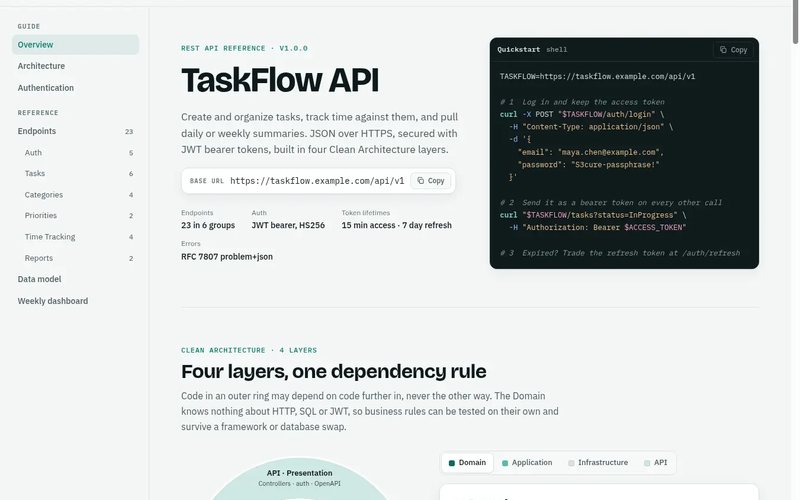 GUIDE
Overview
Architecture
Authentication
REFERENCE
Endpoints 23
Auth 5
Tasks 6
Categories 4
Priorities 2
Time Tracking 4
Reports 2
Data model
Weekly dashboard
REST API REFERENCE · V1.0.0
TaskFlow API
Create and organize tasks, track time against them, and pull
daily or weekly summaries. JSON over HTTPS, secured with
JWT bearer tokens, built in four Clean Architecture layers.
BASE URL https://taskflow.example.com/api/v1 Copy
Endpoints
23 in 6 groups
Auth
JWT bearer, HS256
Token lifetimes
15 min access · 7 day refresh
Errors
RFC 7807 problem+json
Quickstart shell Copy
TASKFLOW=https://taskflow.example.com/api/v1
# 1  Log in and keep the access token
curl -X POST "$TASKFLOW/auth/login" \
  -H "Content-Type: application/json" \
  -d '{
    "email": "maya.chen@example.com",
    "password": "S3cure-passphrase!"
  }'
# 2  Send it as a bearer token on every other call
curl "$TASKFLOW/tasks?status=InProgress" \
  -H "Authorization: Bearer $ACCESS_TOKEN"
# 3  Expired? Trade the refresh token at /auth/refresh
CLEAN ARCHITECTURE · 4 LAYERS
Four layers, one dependency rule
Code in an outer ring may depend on code further in, never the other way. The Domain
knows nothing about HTTP, SQL or JWT, so business rules can be tested on their own and
survive a framework or database swap.
API · Presentation
Controllers · auth · OpenAPI
Domain Application Infrastructure API